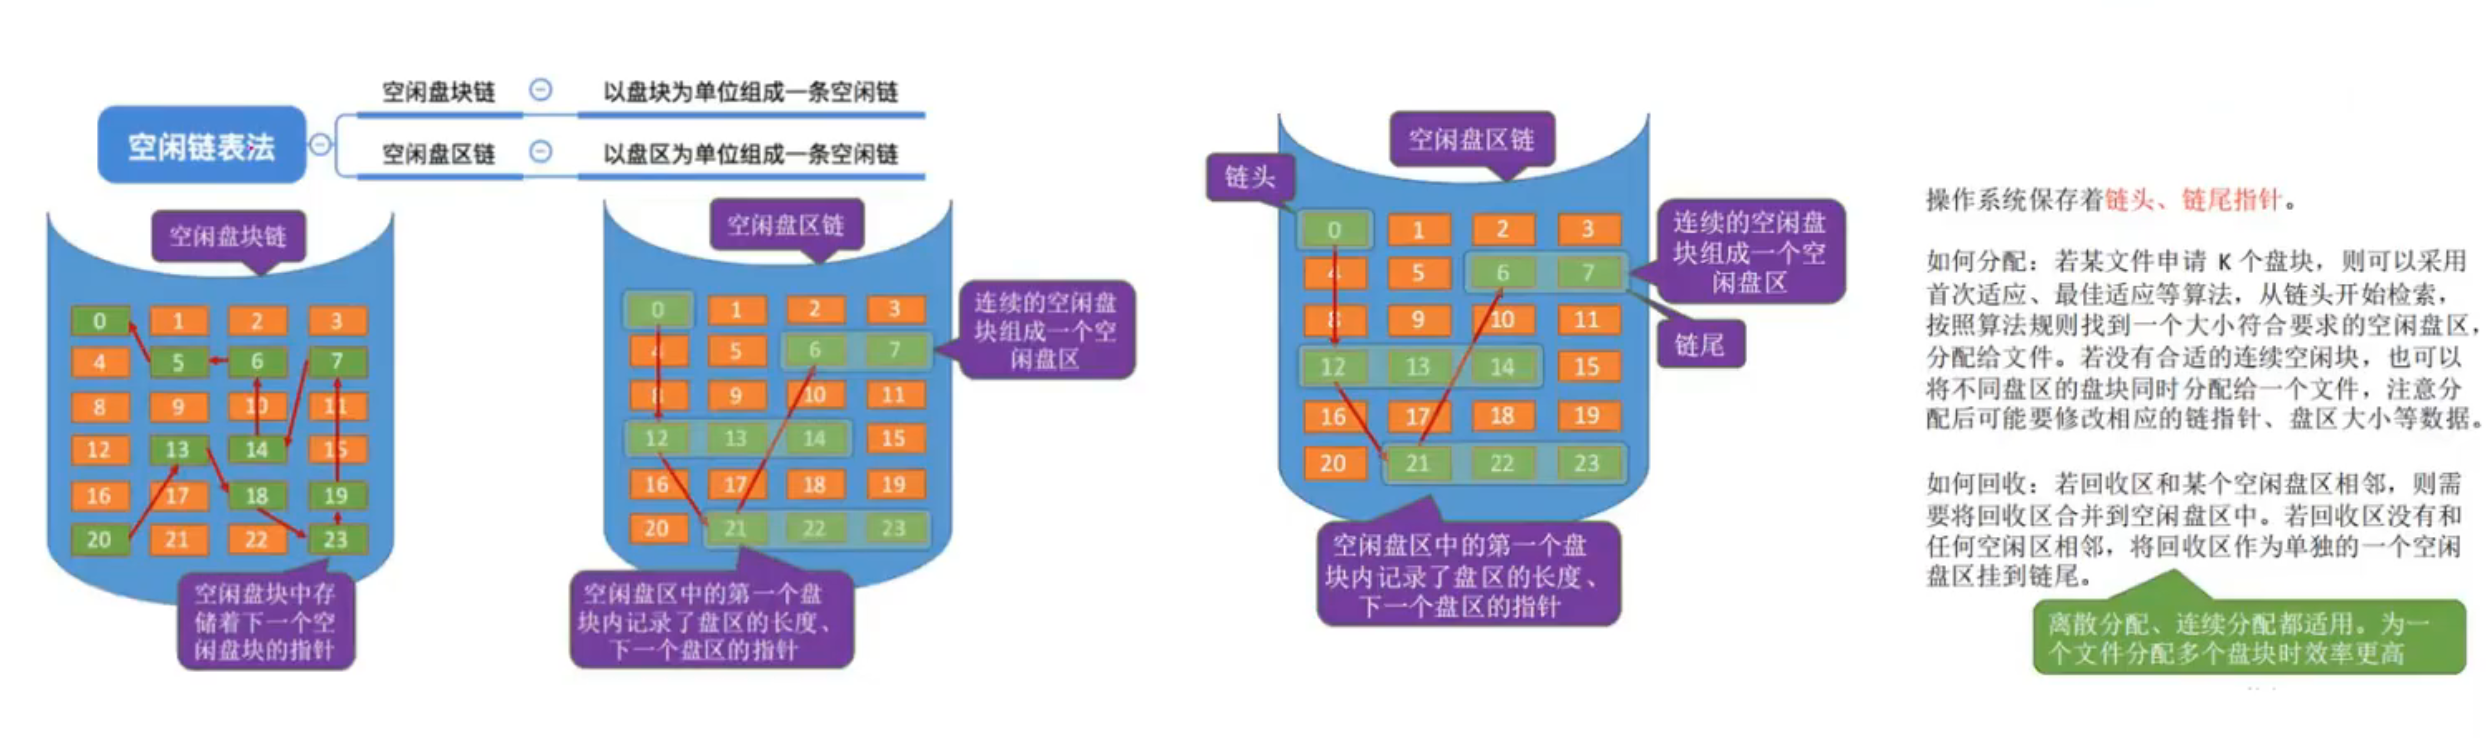 空闲链表法
空闲盘块链
以盘块为单位组成一条空闲链
空闲盘区链
以盘区为单位组成一条空闲链
空闲盘块链
0 1 2 3
4 5 6 7
8 9 10 11
12 13 14 15
16 17 18 19
20 21 22 23
空闲盘块中存
储着下一个空
闲盘块的指针
空闲盘区链
0 1 2 3
4 5 6 7
8 9 10 11
12 13 14 15
16 17 18 19
20 21 22 23
连续的空闲盘
块组成一个空
闲盘区
空闲盘区中的第一个盘
块内记录了盘区的长度、
下一个盘区的指针
空闲盘区链
链头
0 1 2 3
4 5 6 7
8 9 10 11
12 13 14 15
16 17 18 19
20 21 22 23
连续的空闲盘
块组成一个空
闲盘区
链尾
空闲盘区中的第一个盘
块内记录了盘区的长度、
下一个盘区的指针
操作系统保存着链头、链尾指针。
如何分配：若某文件申请 K 个盘块，则可以采用
首次适应、最佳适应等算法，从链头开始检索，
按照算法规则找到一个大小符合要求的空闲盘区，
分配给文件。若没有合适的连续空闲块，也可以
将不同盘区的盘块同时分配给一个文件，注意分
配后可能要修改相应的链指针、盘区大小等数据。
如何回收：若回收区和某个空闲盘区相邻，则需
要将回收区合并到空闲盘区中。若回收区没有和
任何空闲区相邻，将回收区作为单独的一个空闲
盘区挂到链尾。
离散分配、连续分配都适用。为一
个文件分配多个盘块时效率更高